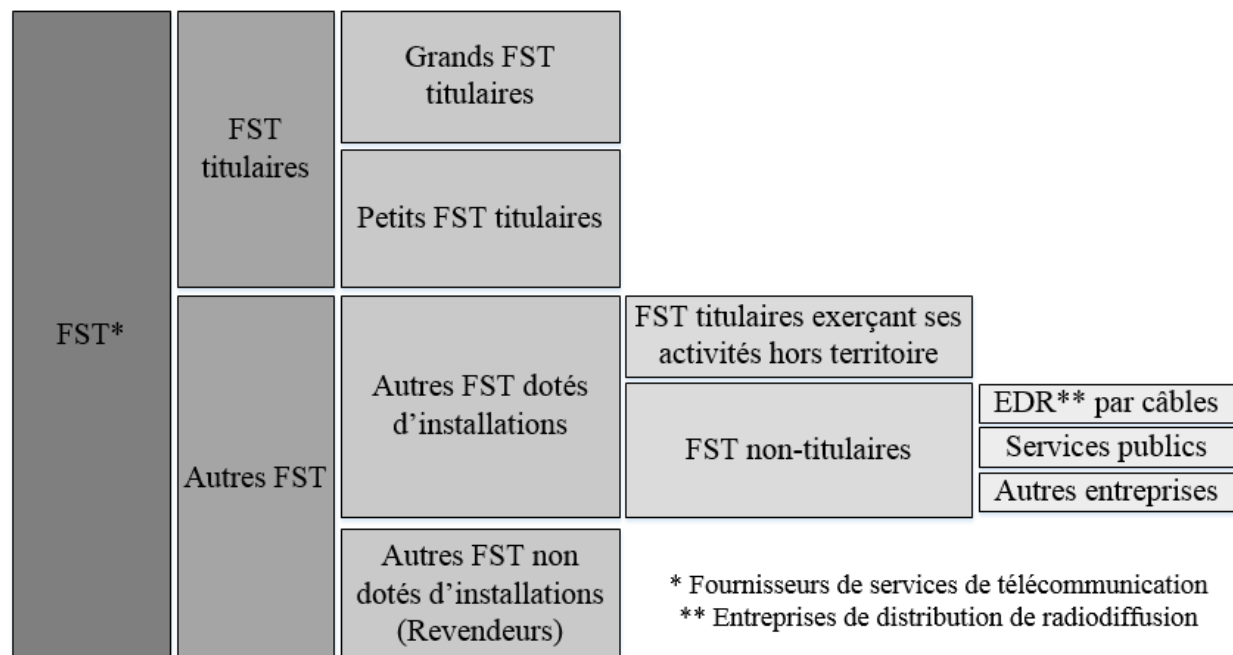 FST*
FST
titulaires
Grands FST
titulaires
Petits FST titulaires
Autres FST
Autres FST dotés
d’installations
FST titulaires exerçant ses
activités hors territoire
FST non-titulaires
EDR** par câbles
Services publics
Autres entreprises
Autres FST non
dotés d’installations
(Revendeurs)
* Fournisseurs de services de télécommunication
** Entreprises de distribution de radiodiffusion